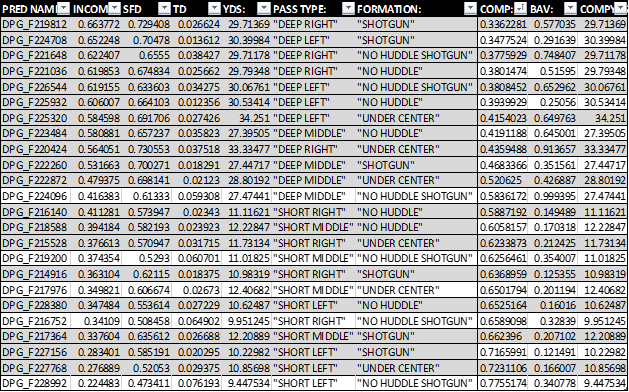 PRED NAM INCOM SFD TD YDS: PASS TYPE: FORMATION: COMP: BAV: COMPY
DPG_F219812 0.663772 0.729408 0.026624 29.71369 "DEEP RIGHT" "SHOTGUN" 0.3362281 0.577035 29.71369
DPG_F224708 0.652248 0.70478 0.013612 30.39984 "DEEP LEFT" "SHOTGUN" 0.3477524 0.291639 30.39984
DPG_F221648 0.622407 0.6555 0.038427 29.71178 "DEEP RIGHT" "NO HUDDLE SHOTGUN" 0.3775929 0.748407 29.71178
DPG_F221036 0.619853 0.674834 0.025662 29.79348 "DEEP RIGHT" "NO HUDDLE" 0.3801474 0.51595 29.79348
DPG_F226544 0.619155 0.633603 0.034275 30.06761 "DEEP LEFT" "NO HUDDLE SHOTGUN" 0.3808452 0.652962 30.06761
DPG_F225932 0.606007 0.664103 0.012356 30.53414 "DEEP LEFT" "NO HUDDLE" 0.3939929 0.25056 30.53414
DPG_F225320 0.584598 0.691706 0.027426 34.251 "DEEP LEFT" "UNDER CENTER" 0.4154023 0.649763 34.251
DPG_F223484 0.580881 0.657237 0.035823 27.39505 "DEEP MIDDLE" "NO HUDDLE" 0.4191188 0.645001 27.39505
DPG_F220424 0.564051 0.730553 0.037518 33.33477 "DEEP RIGHT" "UNDER CENTER" 0.4359488 0.913657 33.33477
DPG_F222260 0.531663 0.700271 0.018291 27.44717 "DEEP MIDDLE" "SHOTGUN" 0.4683366 0.351561 27.44717
DPG_F222872 0.479375 0.698141 0.02123 28.80192 "DEEP MIDDLE" "UNDER CENTER" 0.520625 0.426887 28.80192
DPG_F224096 0.416383 0.61333 0.059308 27.47441 "DEEP MIDDLE" "NO HUDDLE SHOTGUN" 0.5836172 0.999395 27.47441
DPG_F216140 0.411281 0.573947 0.02343 11.11621 "SHORT RIGHT" "NO HUDDLE" 0.5887192 0.149489 11.11621
DPG_F218588 0.394184 0.582193 0.023923 12.22847 "SHORT MIDDLE" "NO HUDDLE" 0.6058157 0.170318 12.22847
DPG_F215528 0.376613 0.570947 0.031715 11.73134 "SHORT RIGHT" "UNDER CENTER" 0.6233873 0.212425 11.73134
DPG_F219200 0.374354 0.5293 0.060701 11.01825 "SHORT MIDDLE" "NO HUDDLE SHOTGUN" 0.6256461 0.354007 11.01825
DPG_F214916 0.363104 0.62115 0.018375 10.98319 "SHORT RIGHT" "SHOTGUN" 0.6368959 0.125355 10.98319
DPG_F217976 0.349821 0.606674 0.02673 12.40682 "SHORT MIDDLE" "UNDER CENTER" 0.6501794 0.201194 12.40682
DPG_F228380 0.347484 0.553614 0.027229 10.62487 "SHORT LEFT" "NO HUDDLE" 0.6525164 0.16016 10.62487
DPG_F216752 0.34109 0.508458 0.064902 9.951245 "SHORT RIGHT" "NO HUDDLE SHOTGUN" 0.6589098 0.32839 9.951245
DPG_F217364 0.337604 0.635612 0.026688 12.20889 "SHORT MIDDLE" "SHOTGUN" 0.662396 0.207102 12.20889
DPG_F227156 0.283401 0.585191 0.020295 10.22982 "SHORT LEFT" "SHOTGUN" 0.7165991 0.121491 10.22982
DPG_F227768 0.276889 0.52053 0.029375 10.85698 "SHORT LEFT" "UNDER CENTER" 0.7231106 0.166007 10.85698
DPG_F228992 0.224483 0.473411 0.076193 9.447534 "SHORT LEFT" "NO HUDDLE SHOTGUN" 0.7755174 0.340778 9.447534